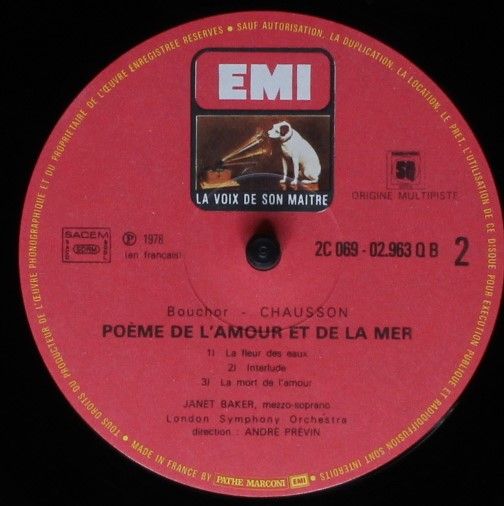 TOUS DROITS DU PRODUCTEUR DE L'ŒUVRE PHONOGRAPHIQUE ET DU PROPRIETAIRE DE L'ŒUVRE ENREGISTREE RESERVES • SAUF AUTORISATION, LA DUPLICATION, LA LOCATION, LE PRET, L'UTILISATION DE CE DISQUE POUR EXECUTION PUBLIQUE ET RADIODIFFUSION SONT INTERDITS
EMI
LA VOIX DE SON MAITRE
SQ
ORIGINE MULTIPISTE
SACEM
SDRM
℗ 1978
(en français)
2C 069 - 02.963 Q B 2
Bouchor - CHAUSSON
POÈME DE L'AMOUR ET DE LA MER
1) La fleur des eaux
2) Interlude
3) La mort de l'amour
JANET BAKER, mezzo-soprano
London Symphony Orchestra
direction : ANDRÉ PRÉVIN
• MADE IN FRANCE BY PATHE MARCONI EMI •